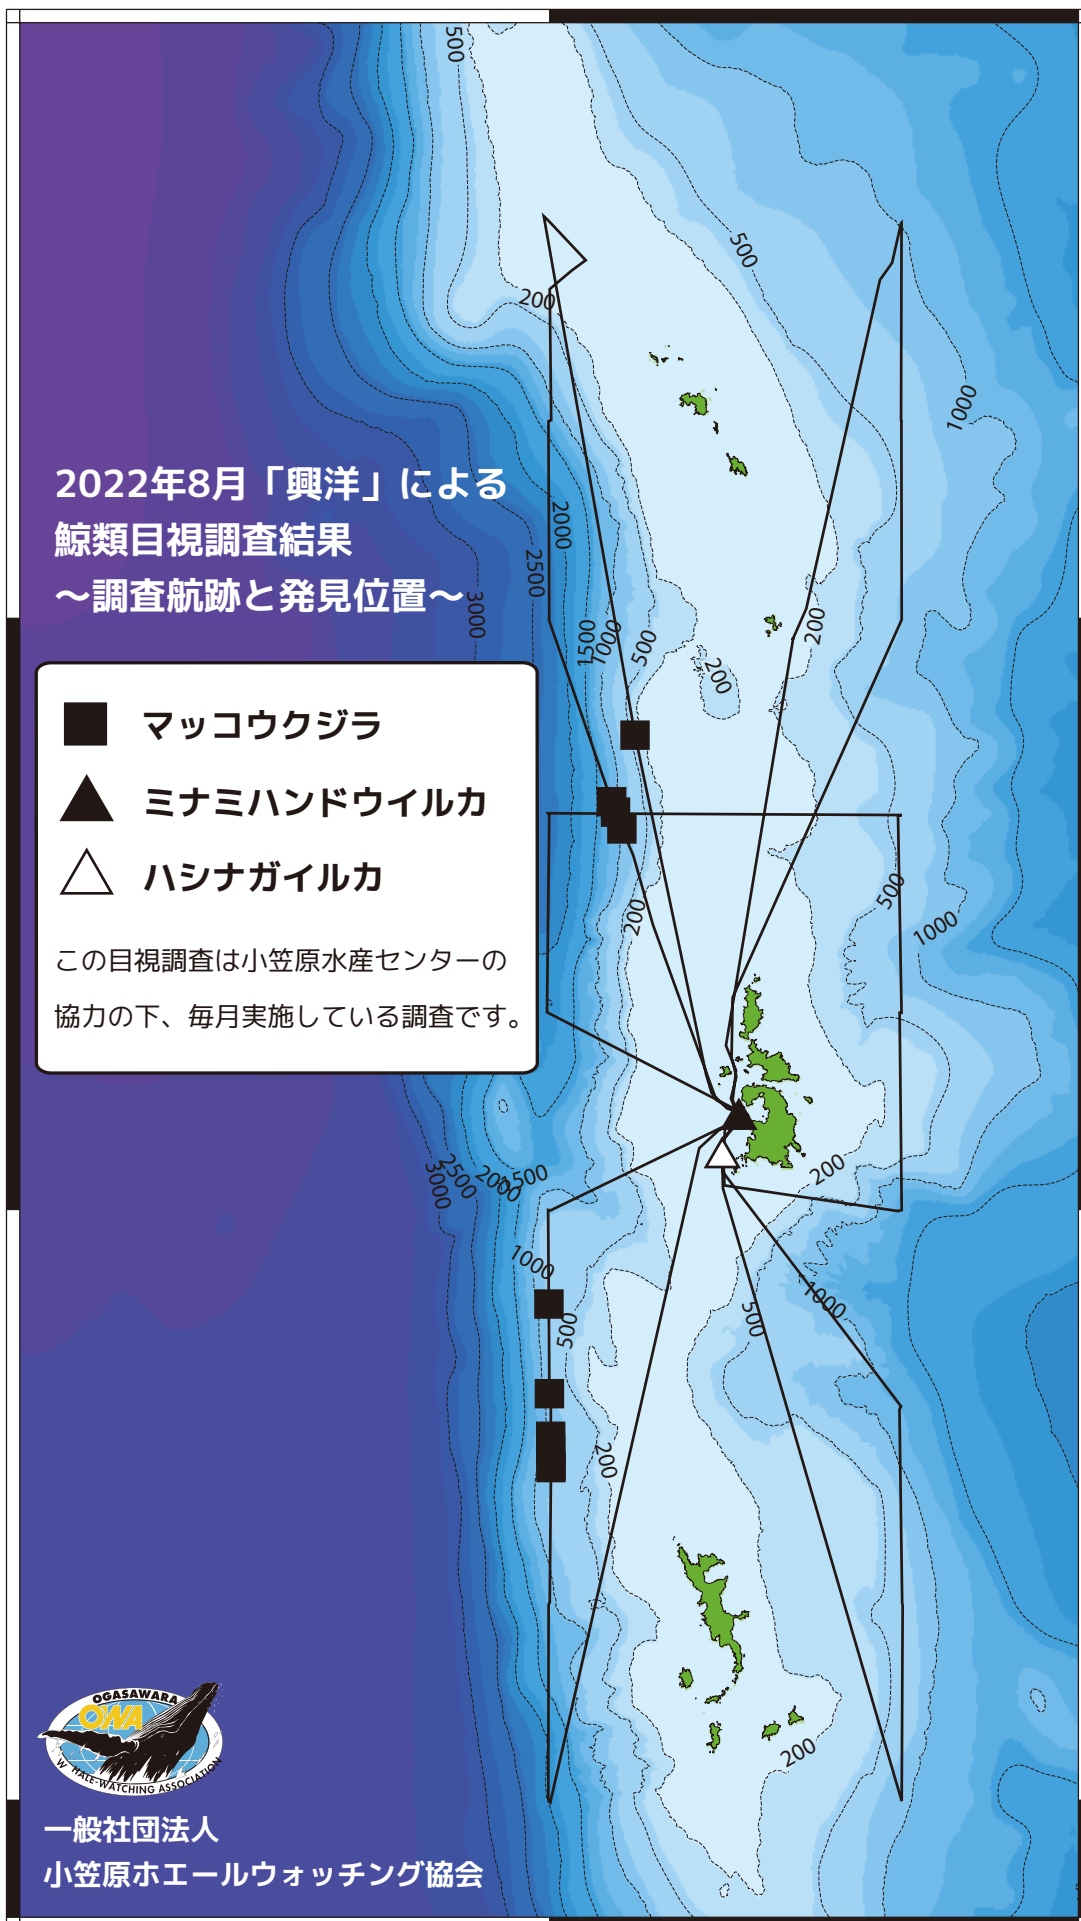 500
500
200
1000
2022年8月「興洋」による
鯨類目視調査結果
～調査航跡と発見位置～
2000
2500
3000
1500
1000
500
200
200
マッコウクジラ
ミナミハンドウイルカ
ハシナガイルカ
この目視調査は小笠原水産センターの
協力の下、毎月実施している調査です。
200
500
1000
3000
2500
2000
1500
200
1000
500
500
1000
200
200
OGASAWARA
OWA
WHALE-WATCHING ASSOCIATION
一般社団法人
小笠原ホエールウォッチング協会